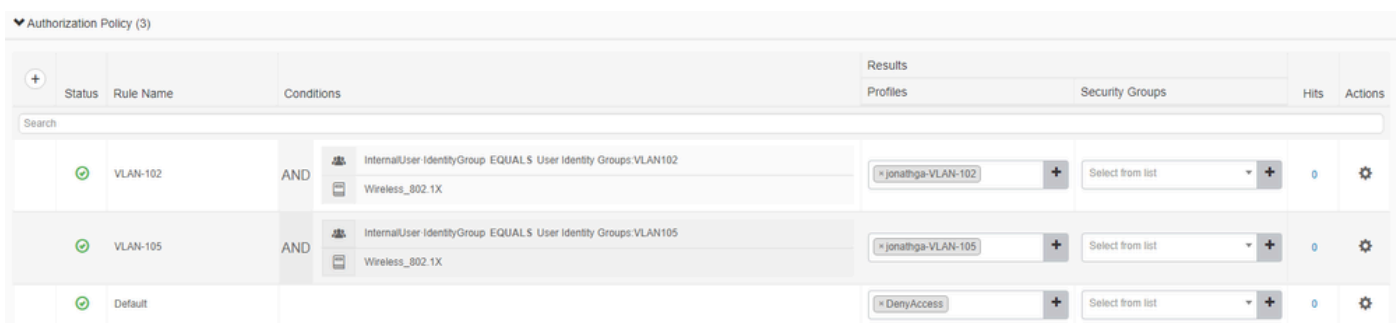 Authorization Policy (3)
Results
+ Status Rule Name Conditions Profiles Security Groups Hits Actions
Search
InternalUser·IdentityGroup EQUALS User Identity Groups:VLAN102
VLAN-102 AND × jonathga-VLAN-102 + Select from list + 0
Wireless_802.1X
InternalUser·IdentityGroup EQUALS User Identity Groups:VLAN105
VLAN-105 AND × jonathga-VLAN-105 + Select from list + 0
Wireless_802.1X
Default × DenyAccess + Select from list + 0